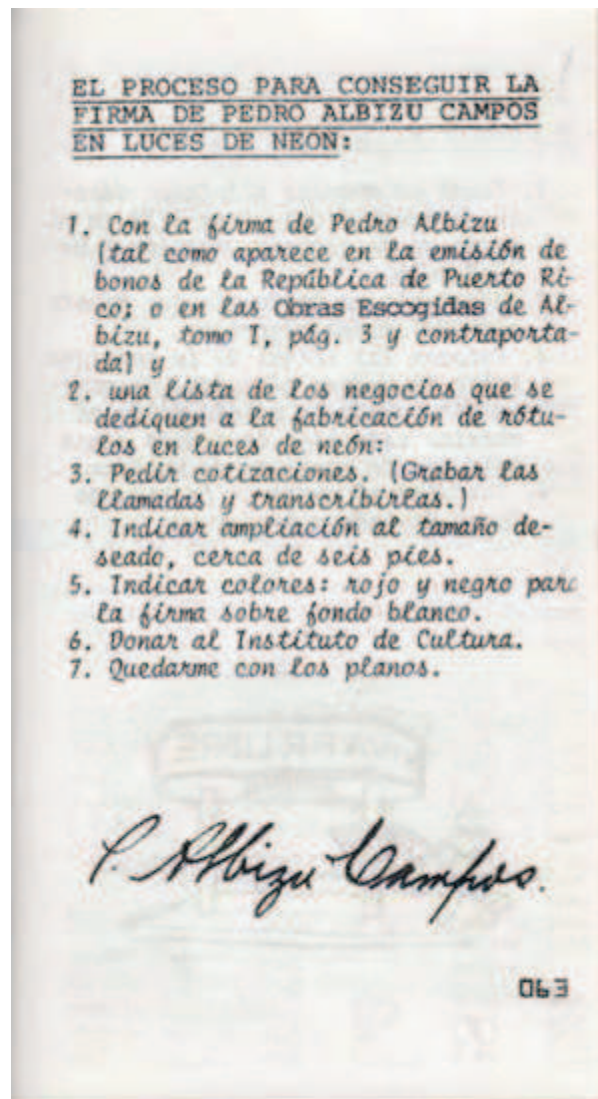 EL PROCESO PARA CONSEGUIR LA
FIRMA DE PEDRO ALBIZU CAMPOS
EN LUCES DE NEON:
1. Con la firma de Pedro Albizu
(tal como aparece en la emisión de
bonos de la República de Puerto Ri-
co; o en las Obras Escogidas de Al-
bizu, tomo I, pág. 3 y contraporta-
da) y
2. una lista de los negocios que se
dediquen a la fabricación de rótu-
los en luces de neón:
3. Pedir cotizaciones. (Grabar las
llamadas y transcribirlas.)
4. Indicar ampliación al tamaño de-
seado, cerca de seis pies.
5. Indicar colores: rojo y negro para
la firma sobre fondo blanco.
6. Donar al Instituto de Cultura.
7. Quedarme con los planos.
P. Albizu Campos.
063